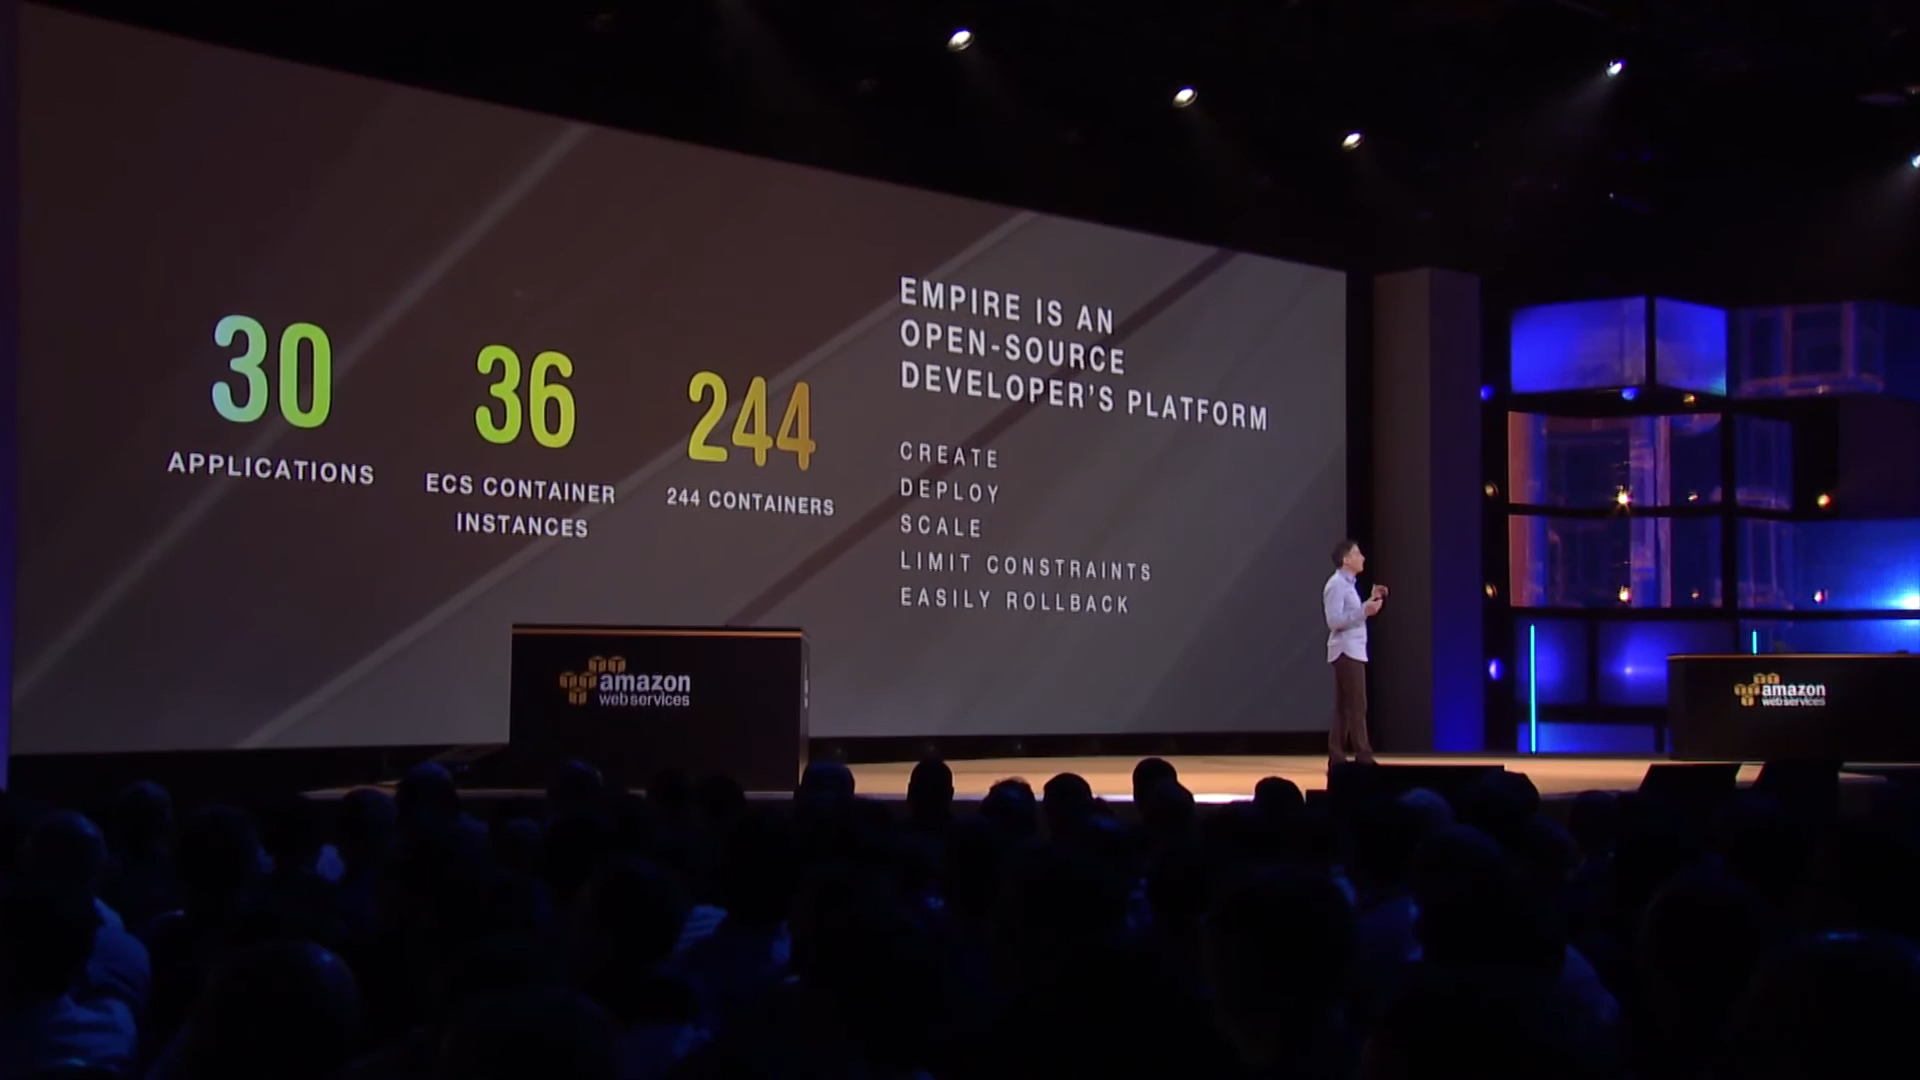 30
APPLICATIONS
36
ECS CONTAINER
INSTANCES
244
244 CONTAINERS
EMPIRE IS AN
OPEN-SOURCE
DEVELOPER'S PLATFORM
CREATE
DEPLOY
SCALE
LIMIT CONSTRAINTS
EASILY ROLLBACK
amazon
webservices
amazon
webservices